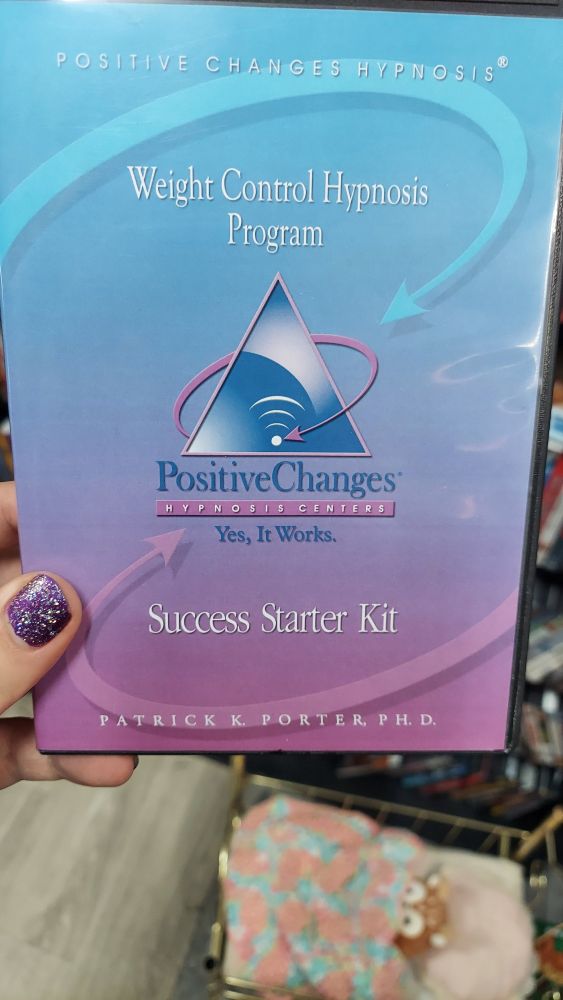 POSITIVE CHANGES HYPNOSIS®
Weight Control Hypnosis
Program
PositiveChanges®
HYPNOSIS CENTERS
Yes, It Works.
Success Starter Kit
PATRICK K. PORTER, PH.D.